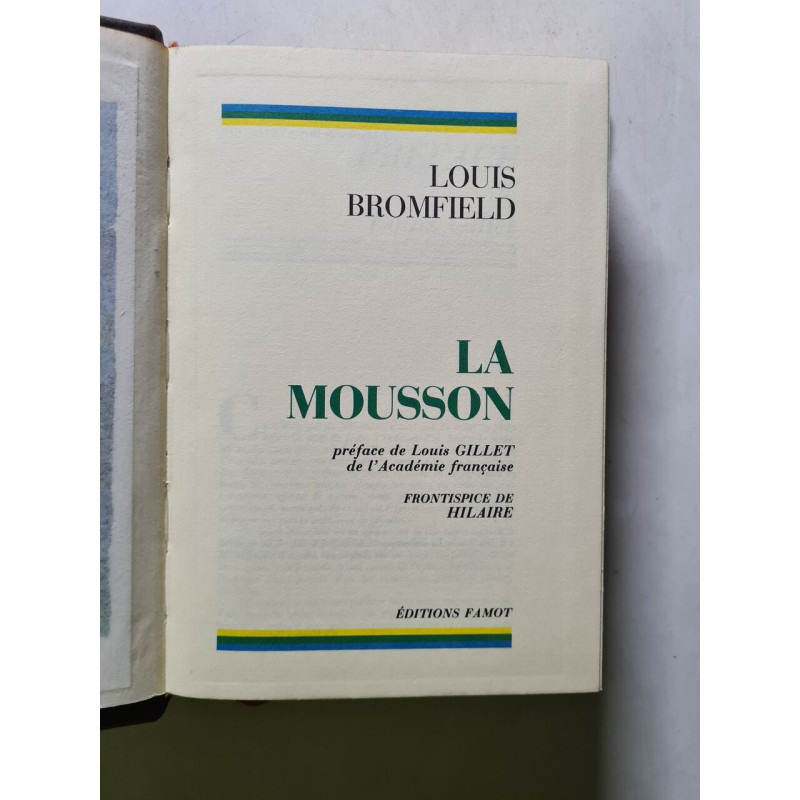 LOUIS
BROMFIELD
LA
MOUSSON
préface de Louis GILLET
de l'Académie française
FRONTISPICE DE
HILAIRE
ÉDITIONS FAMOT